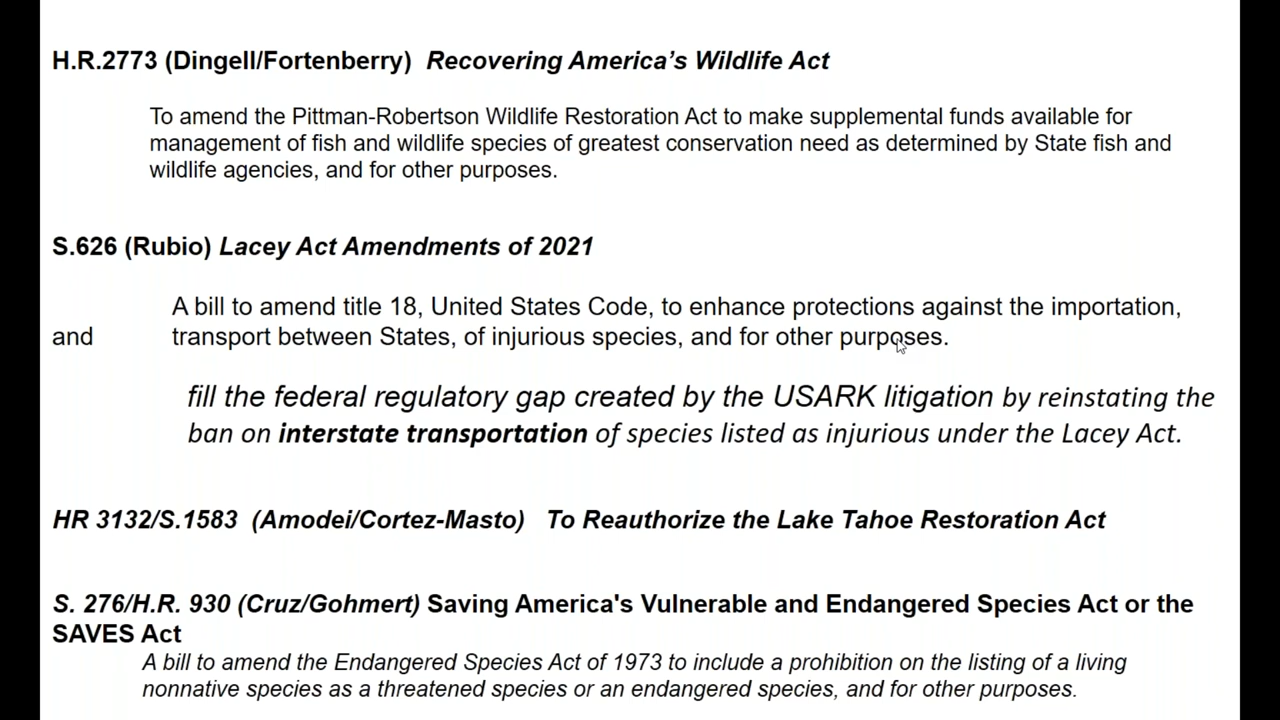 H.R.2773 (Dingell/Fortenberry) Recovering America's Wildlife Act
To amend the Pittman-Robertson Wildlife Restoration Act to make supplemental funds available for
management of fish and wildlife species of greatest conservation need as determined by State fish and
wildlife agencies, and for other purposes.
S.626 (Rubio) Lacey Act Amendments of 2021
A bill to amend title 18, United States Code, to enhance protections against the importation,
and transport between States, of injurious species, and for other purposes.
fill the federal regulatory gap created by the USARK litigation by reinstating the
ban on interstate transportation of species listed as injurious under the Lacey Act.
HR 3132/S.1583 (Amodei/Cortez-Masto) To Reauthorize the Lake Tahoe Restoration Act
S. 276/H.R. 930 (Cruz/Gohmert) Saving America's Vulnerable and Endangered Species Act or the
SAVES Act
A bill to amend the Endangered Species Act of 1973 to include a prohibition on the listing of a living
nonnative species as a threatened species or an endangered species, and for other purposes.